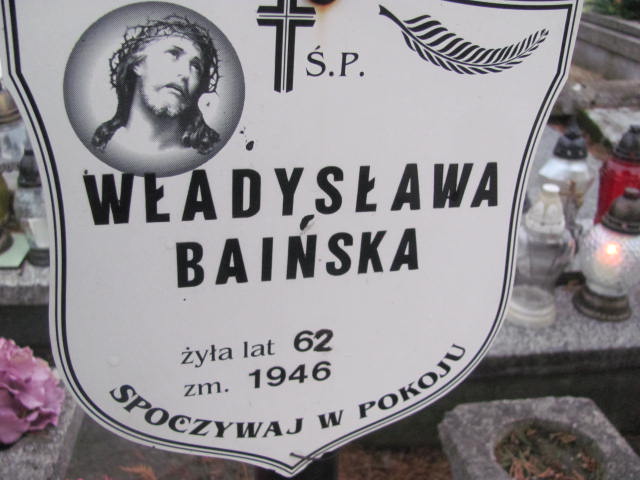 Ś.P.
WŁADYSŁAWA
BAIŃSKA
żyła lat 62
zm. 1946
SPOCZYWAJ W POKOJU